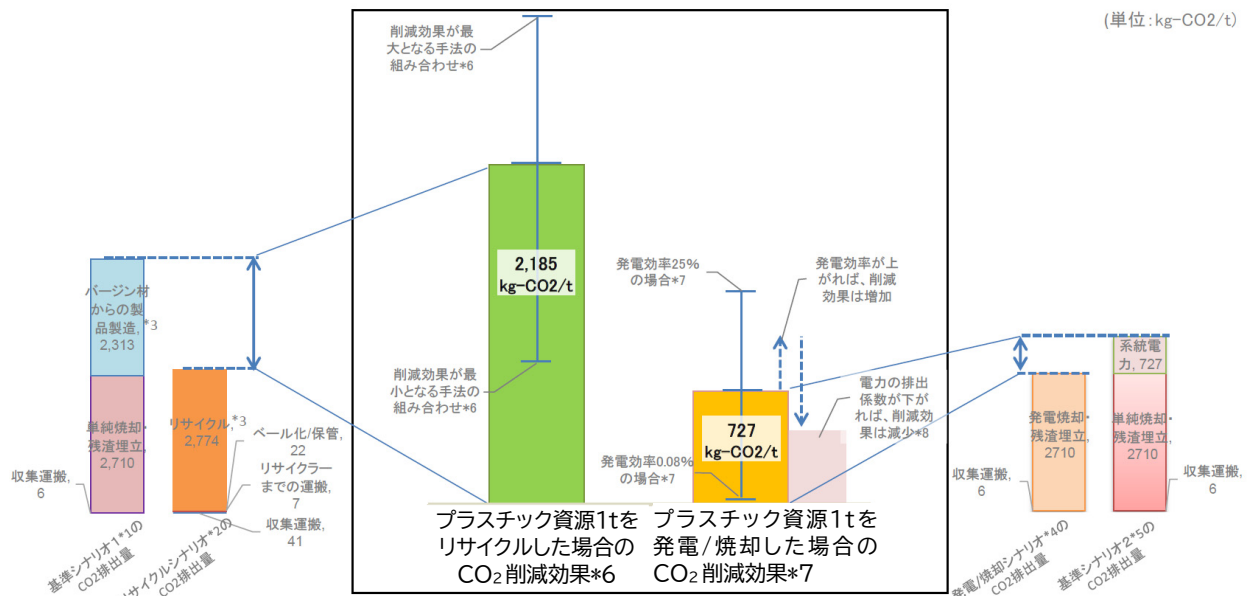 (単位:kg-CO2/t)
削減効果が最
大となる手法の
組み合わせ*6
2,185
kg-CO2/t
発電効率25%
の場合*7
発電効率が上
がれば、削減
効果は増加
バージン材
からの製
品製造,*3
2,313
削減効果が最
小となる手法の
組み合わせ*6
電力の排出
係数が下が
れば、削減効
果は減少*8
系統電
力, 727
単純焼却・
残渣埋立,
2,710
リサイクル,*3
2,774
ベール化/保管,
22
リサイクラー
までの運搬,
7
収集運搬,
41
収集運搬,
6
727
kg-CO2/t
発電効率0.08%
の場合*7
発電焼却・
残渣埋立,
2710
単純焼却・
残渣埋立,
2710
収集運搬,
6
収集運搬,
6
基準シナリオ1*1の
CO2排出量
リサイクルシナリオ*2の
CO2排出量
プラスチック資源1tを
リサイクルした場合の
CO₂削減効果*6
プラスチック資源1tを
発電/焼却した場合の
CO₂削減効果*7
発電/焼却シナリオ*4の
CO2排出量
基準シナリオ2*5の
CO2排出量